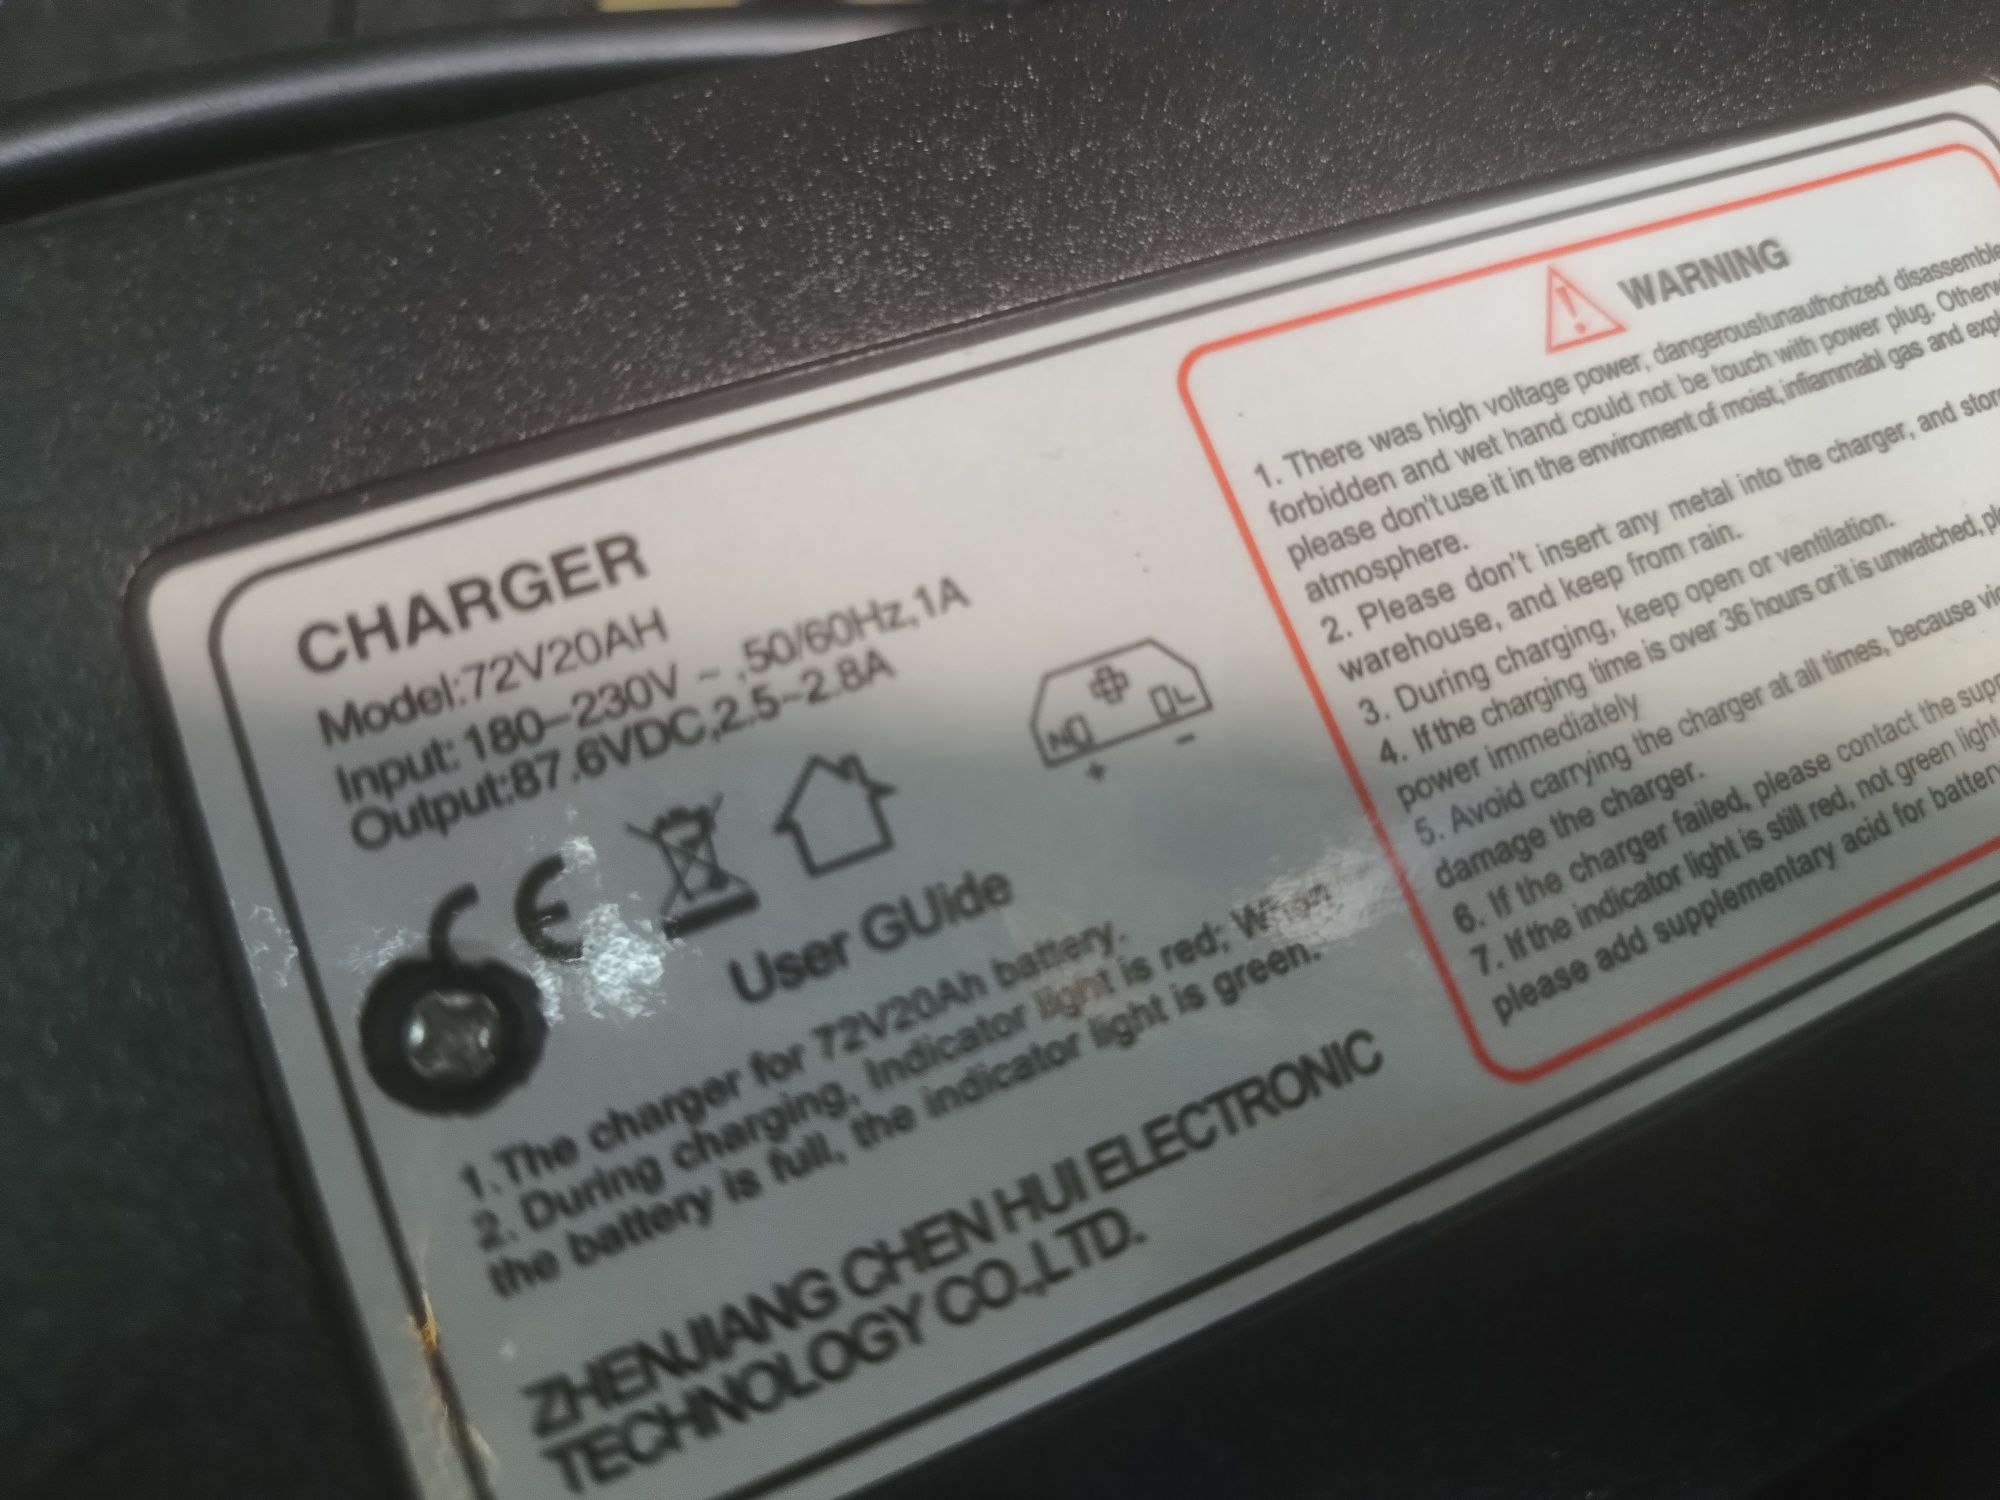 CHARGER
Model:72V20AH
Input: 180-230V ~ ,50/60Hz,1A
Output:87.6VDC,2.5~2.8A
CE
N L
+ -
User GUide
1. The charger for 72V20Ah battery.
2. During charging, Indicator light is red; When
the battery is full, the indicator light is green.
ZHENJIANG CHEN HUI ELECTRONIC
TECHNOLOGY CO.,LTD.
WARNING
1. There was high voltage power, dangerous!unauthorized disassemble
forbidden and wet hand could not be touch with power plug.
please don't use it in the enviroment of moist,infiammabl gas and
atmosphere.
2. Please don't insert any metal into the charger, and
warehouse, and keep from rain.
3. During charging, keep open or ventilation.
4. If the charging time is over 36 hours or it is unwatched,
power immediately
5. Avoid carrying the charger at all times, because
damage the charger.
6. If the charger failed, please contact the
7. If the indicator light is still red, not green light
please add supplementary acid for battery